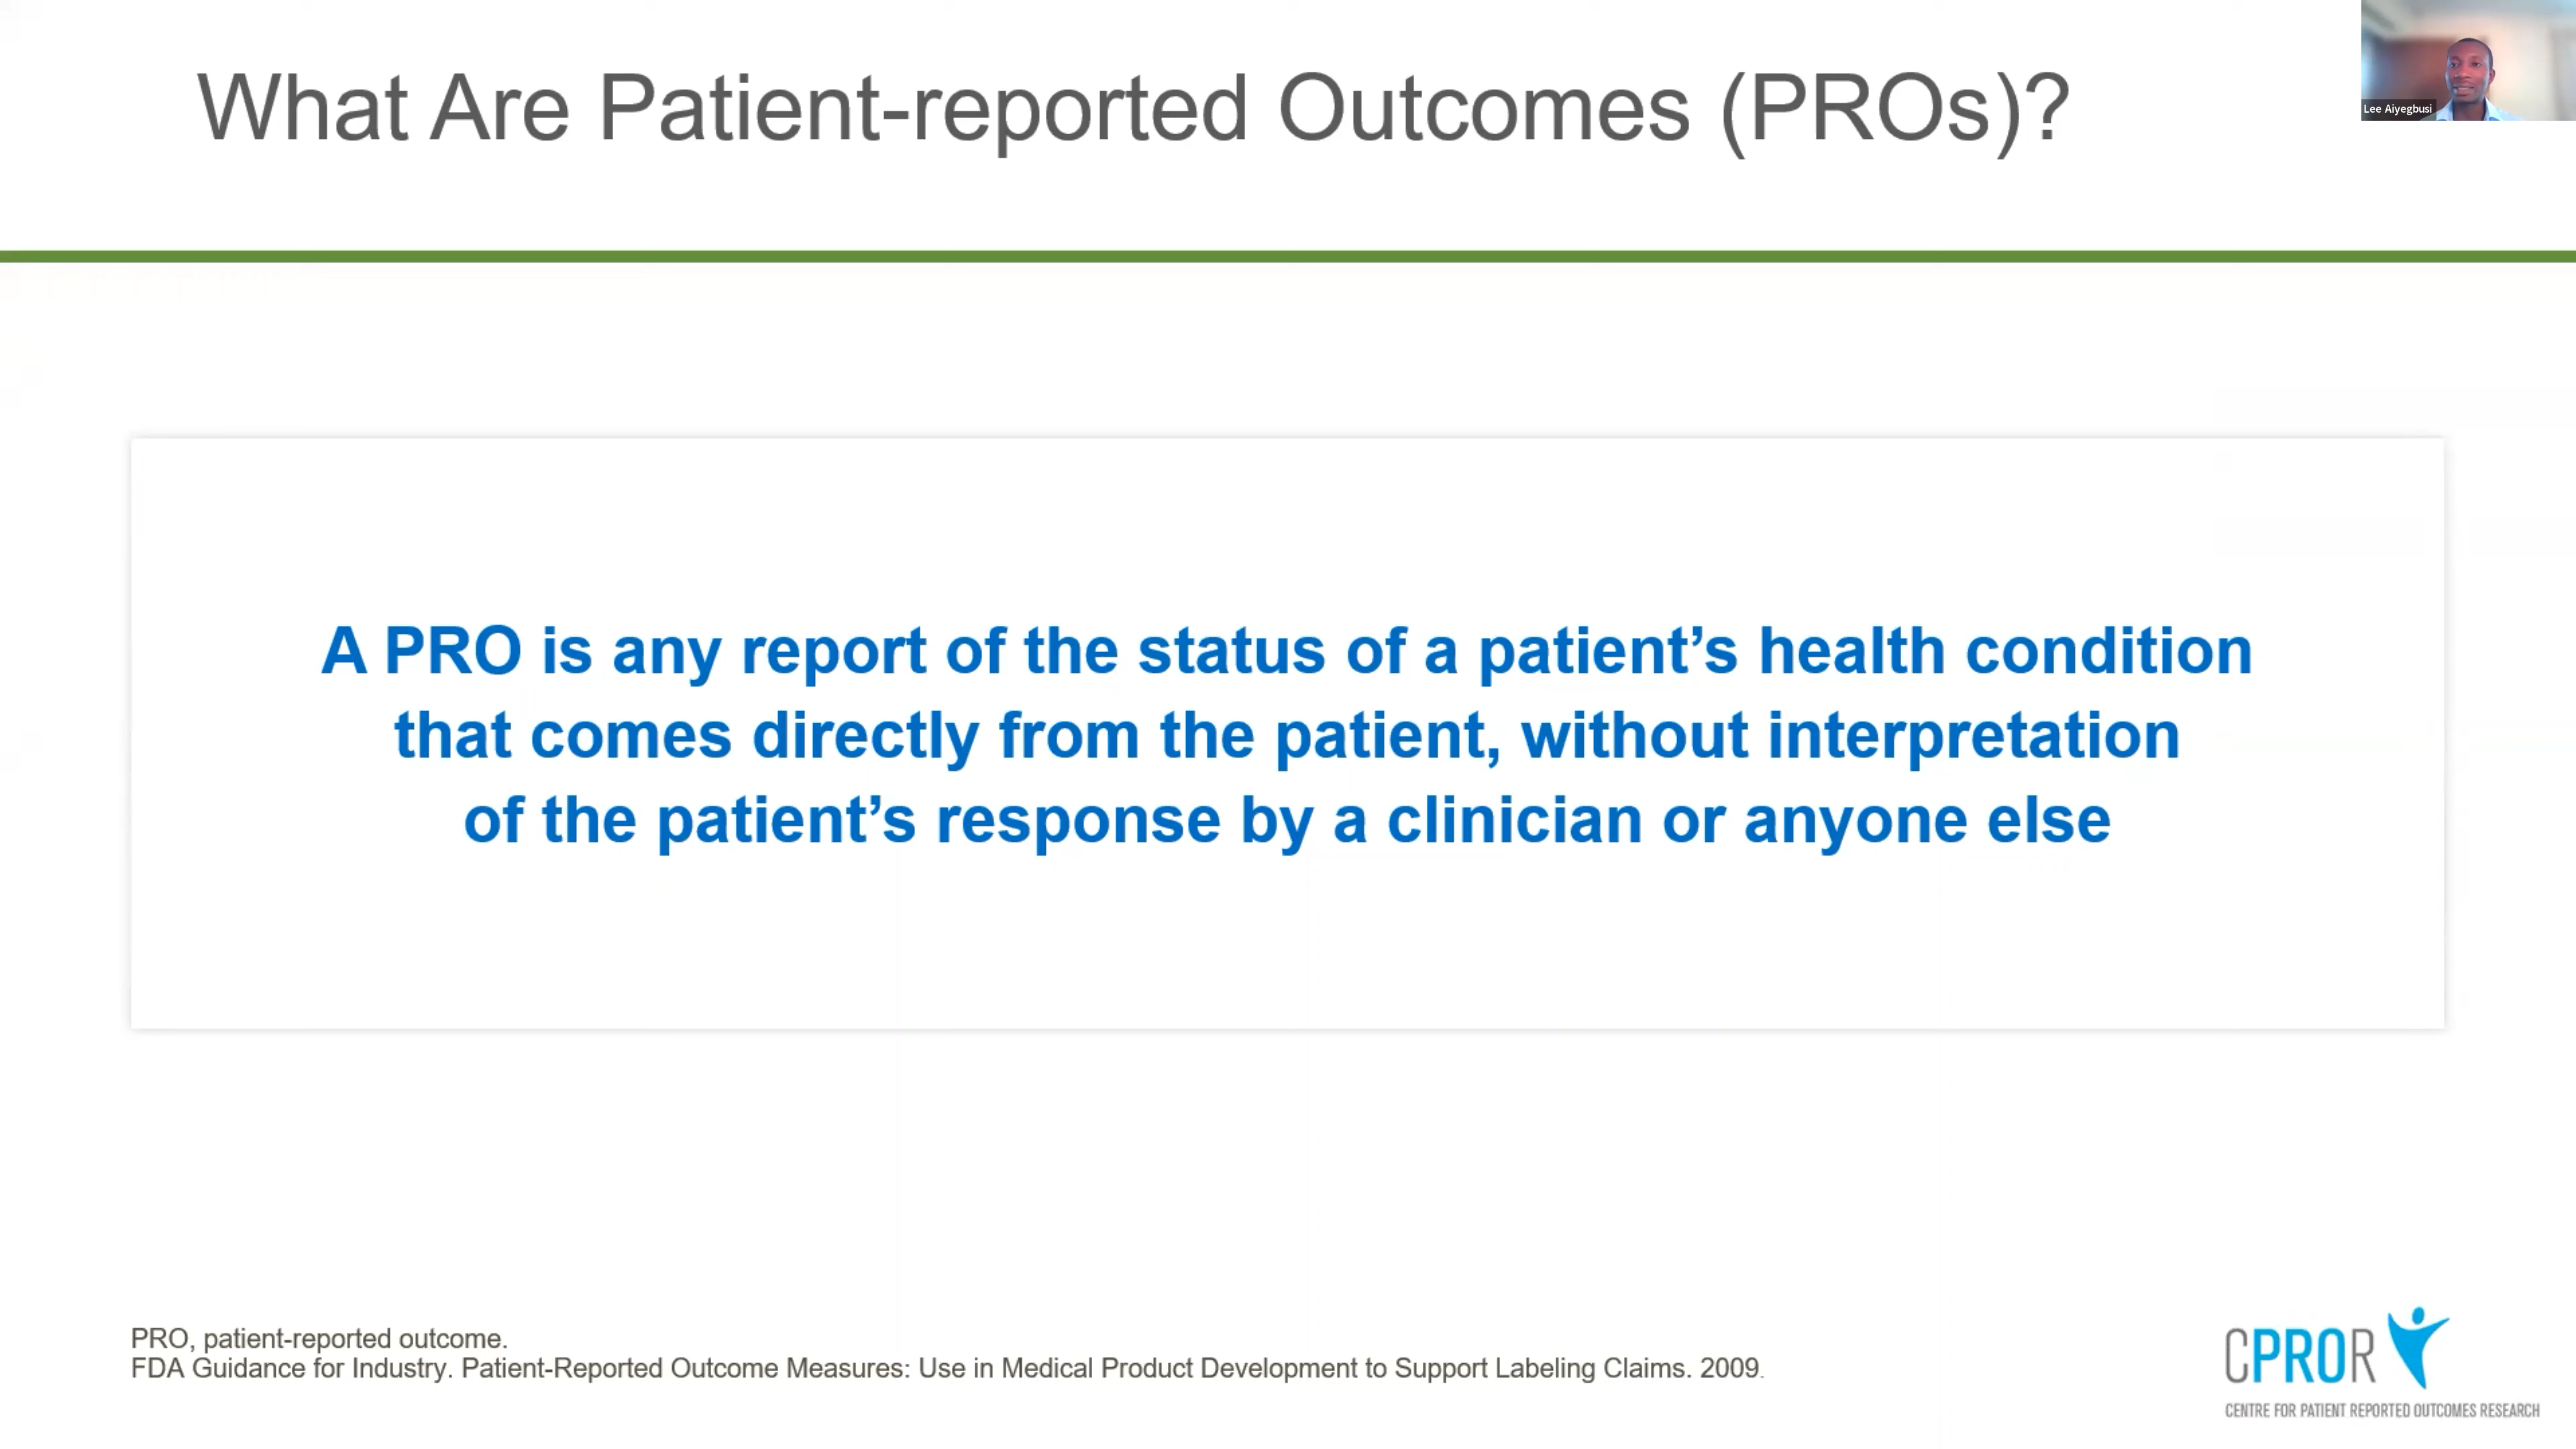 What Are Patient-reported Outcomes (PROs)?
Lee Aiyegbusi
A PRO is any report of the status of a patient’s health condition
that comes directly from the patient, without interpretation
of the patient’s response by a clinician or anyone else
PRO, patient-reported outcome.
FDA Guidance for Industry. Patient-Reported Outcome Measures: Use in Medical Product Development to Support Labeling Claims. 2009.
CPROR
CENTRE FOR PATIENT REPORTED OUTCOMES RESEARCH